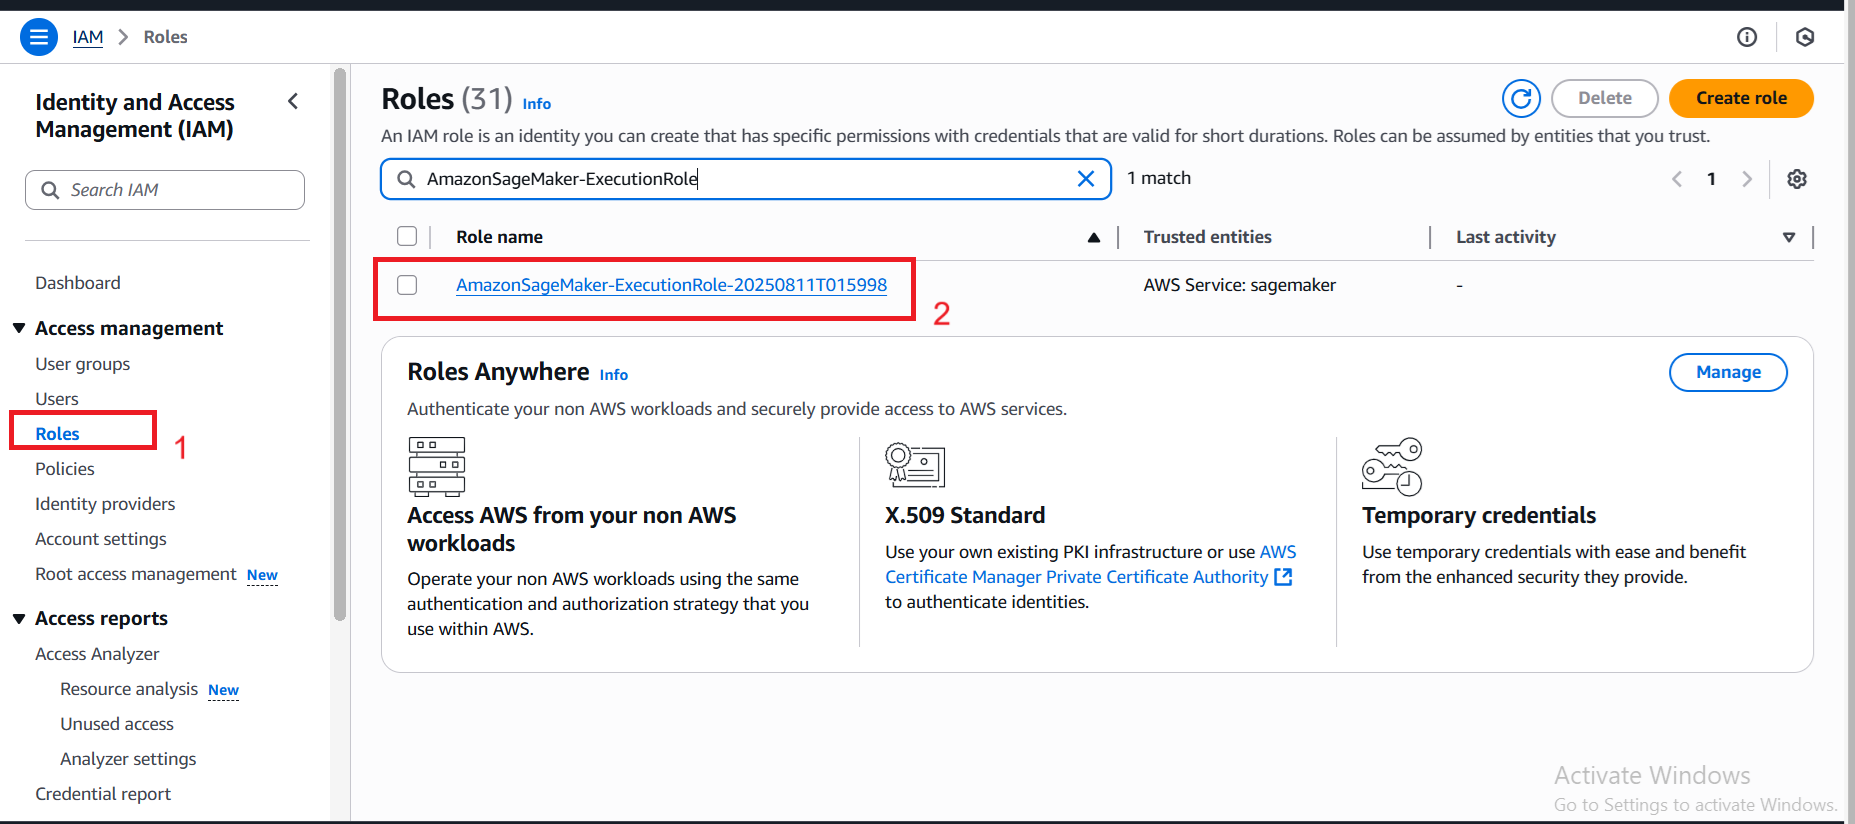 IAM > Roles
Identity and Access
Management (IAM)
Search IAM
Dashboard
Access management
User groups
Users
Roles
1
Policies
Identity providers
Account settings
Root access management New
Access reports
Access Analyzer
Resource analysis New
Unused access
Analyzer settings
Credential report
Roles (31) Info
Delete
Create role
An IAM role is an identity you can create that has specific permissions with credentials that are valid for short durations. Roles can be assumed by entities that you trust.
AmazonSageMaker-ExecutionRole
1 match
1
Role name
Trusted entities
Last activity
AmazonSageMaker-ExecutionRole-20250811T015998
AWS Service: sagemaker
-
2
Roles Anywhere Info
Manage
Authenticate your non AWS workloads and securely provide access to AWS services.
Access AWS from your non AWS
workloads
Operate your non AWS workloads using the same
authentication and authorization strategy that you
use within AWS.
X.509 Standard
Use your own existing PKI infrastructure or use AWS
Certificate Manager Private Certificate Authority
to authenticate identities.
Temporary credentials
Use temporary credentials with ease and benefit
from the enhanced security they provide.
Activate Windows
Go to Settings to activate Windows.